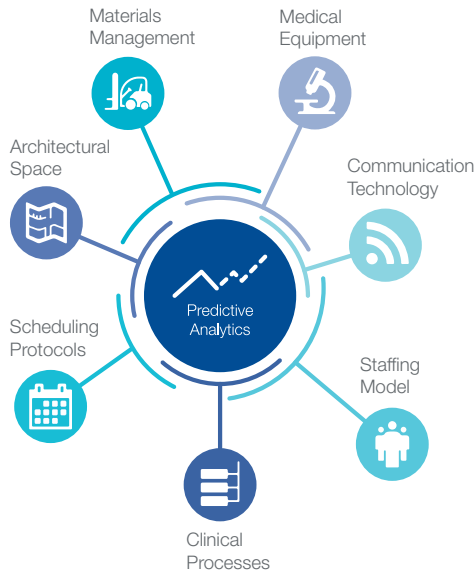 Materials
Management
Medical
Equipment
Architectural
Space
Communication
Technology
Predictive
Analytics
Scheduling
Protocols
Staffing
Model
Clinical
Processes